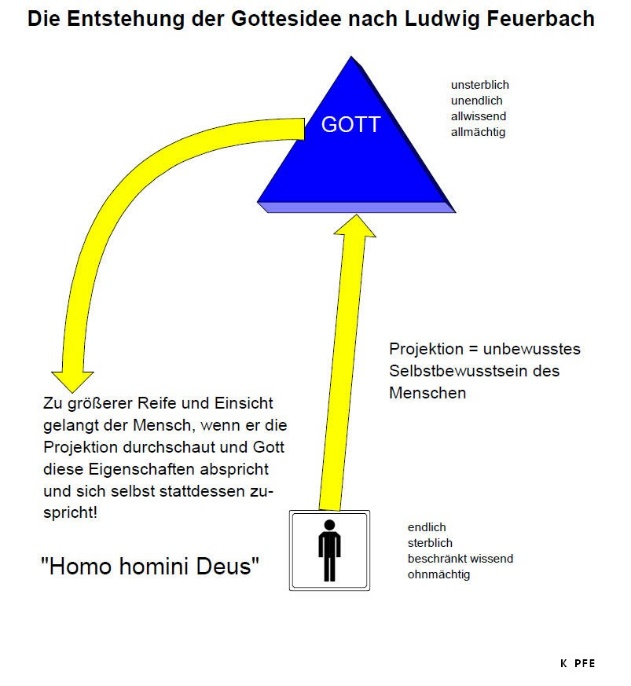 Die Entstehung der Gottesidee nach Ludwig Feuerbach
GOTT
unsterblich
unendlich
allwissend
allmächtig
Projektion = unbewusstes
Selbstbewusstsein des
Menschen
Zu größerer Reife und Einsicht
gelangt der Mensch, wenn er die
Projektion durchschaut und Gott
diese Eigenschaften abspricht
und sich selbst stattdessen zu-
spricht!
"Homo homini Deus"
endlich
sterblich
beschränkt wissend
ohnmächtig
K PFE